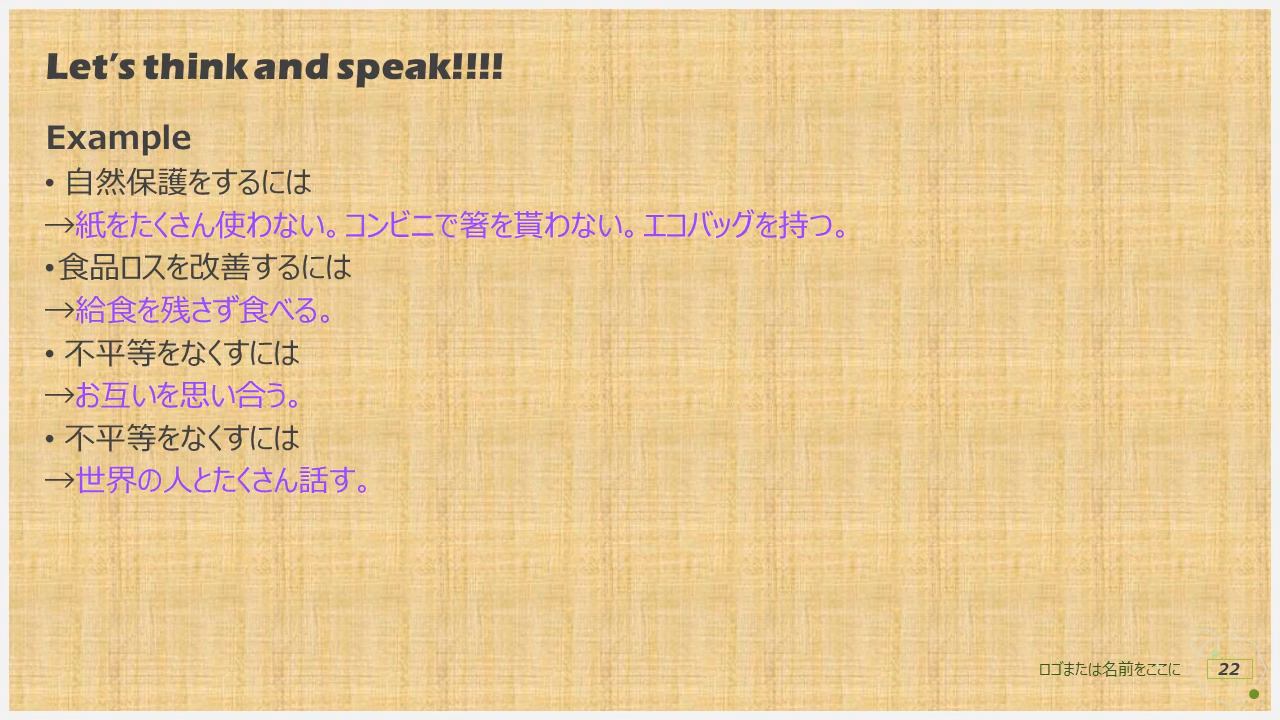 Let's think and speak!!!!
Example
• 自然保護をするには
→紙をたくさん使わない。コンビニで箸を貰わない。エコバッグを持つ。
•食品ロスを改善するには
→給食を残さず食べる。
• 不平等をなくすには
→お互いを思い合う。
• 不平等をなくすには
→世界の人とたくさん話す。
ロゴまたは名前をここに
22